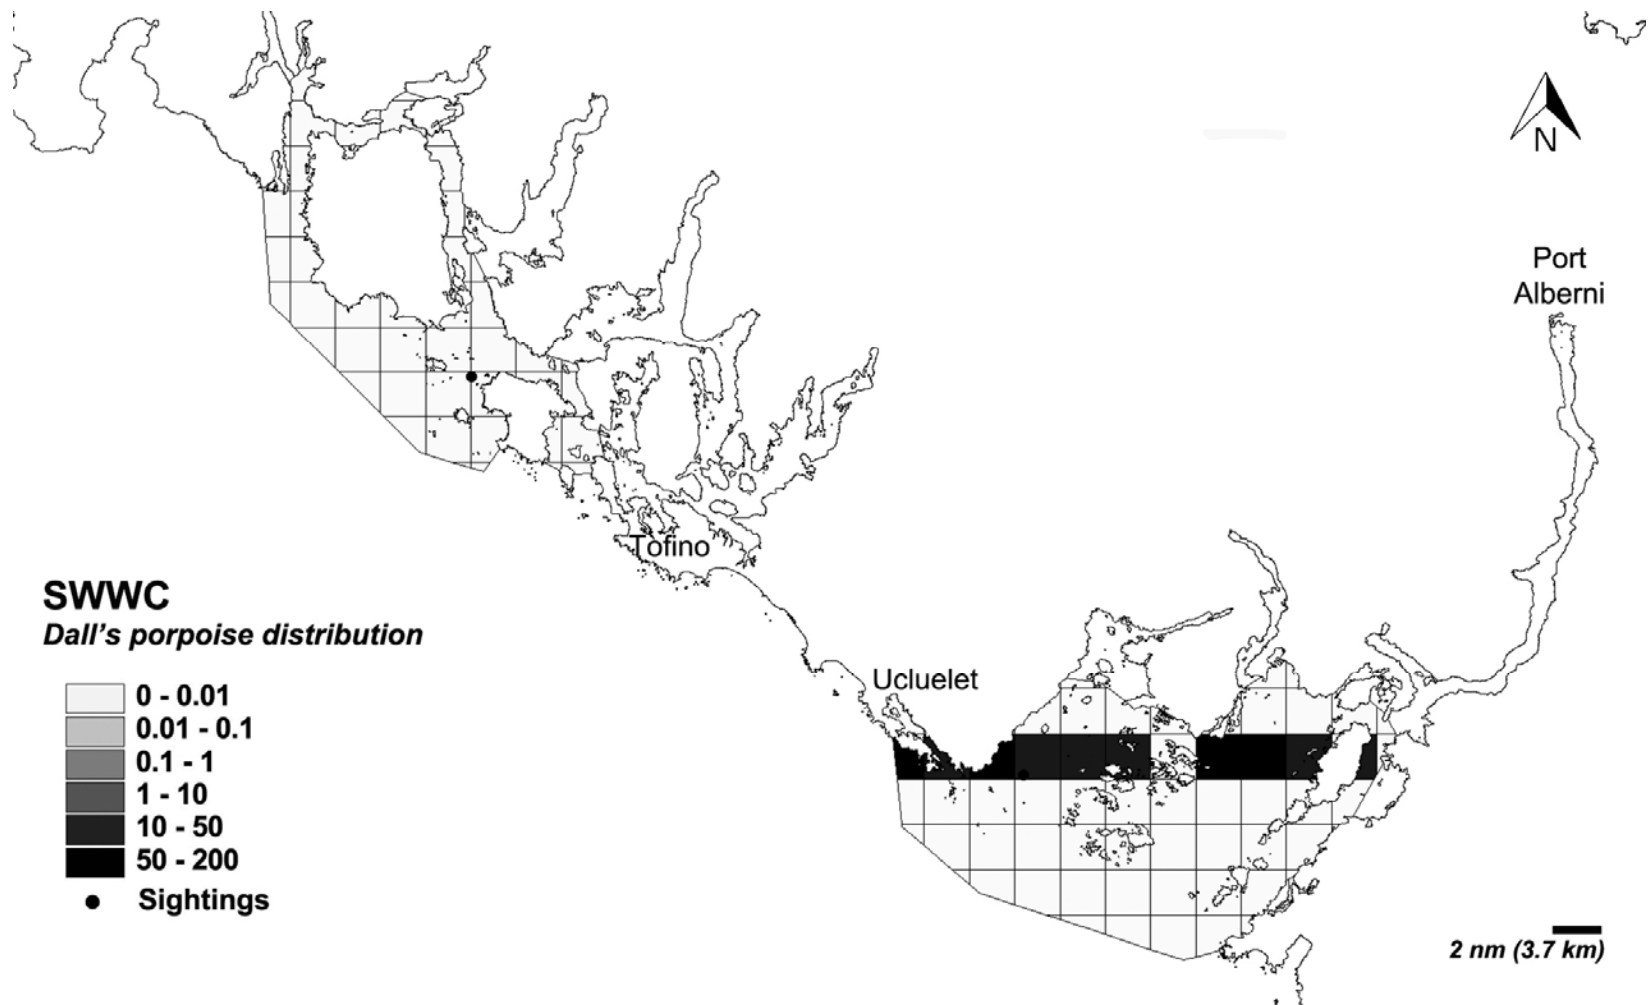 N
Port
Alberni
Tofino
SWWC
Dall's porpoise distribution
Ucluelet
0 - 0.01
0.01 - 0.1
0.1 - 1
1 - 10
10 - 50
50 - 200
Sightings
2 nm (3.7 km)